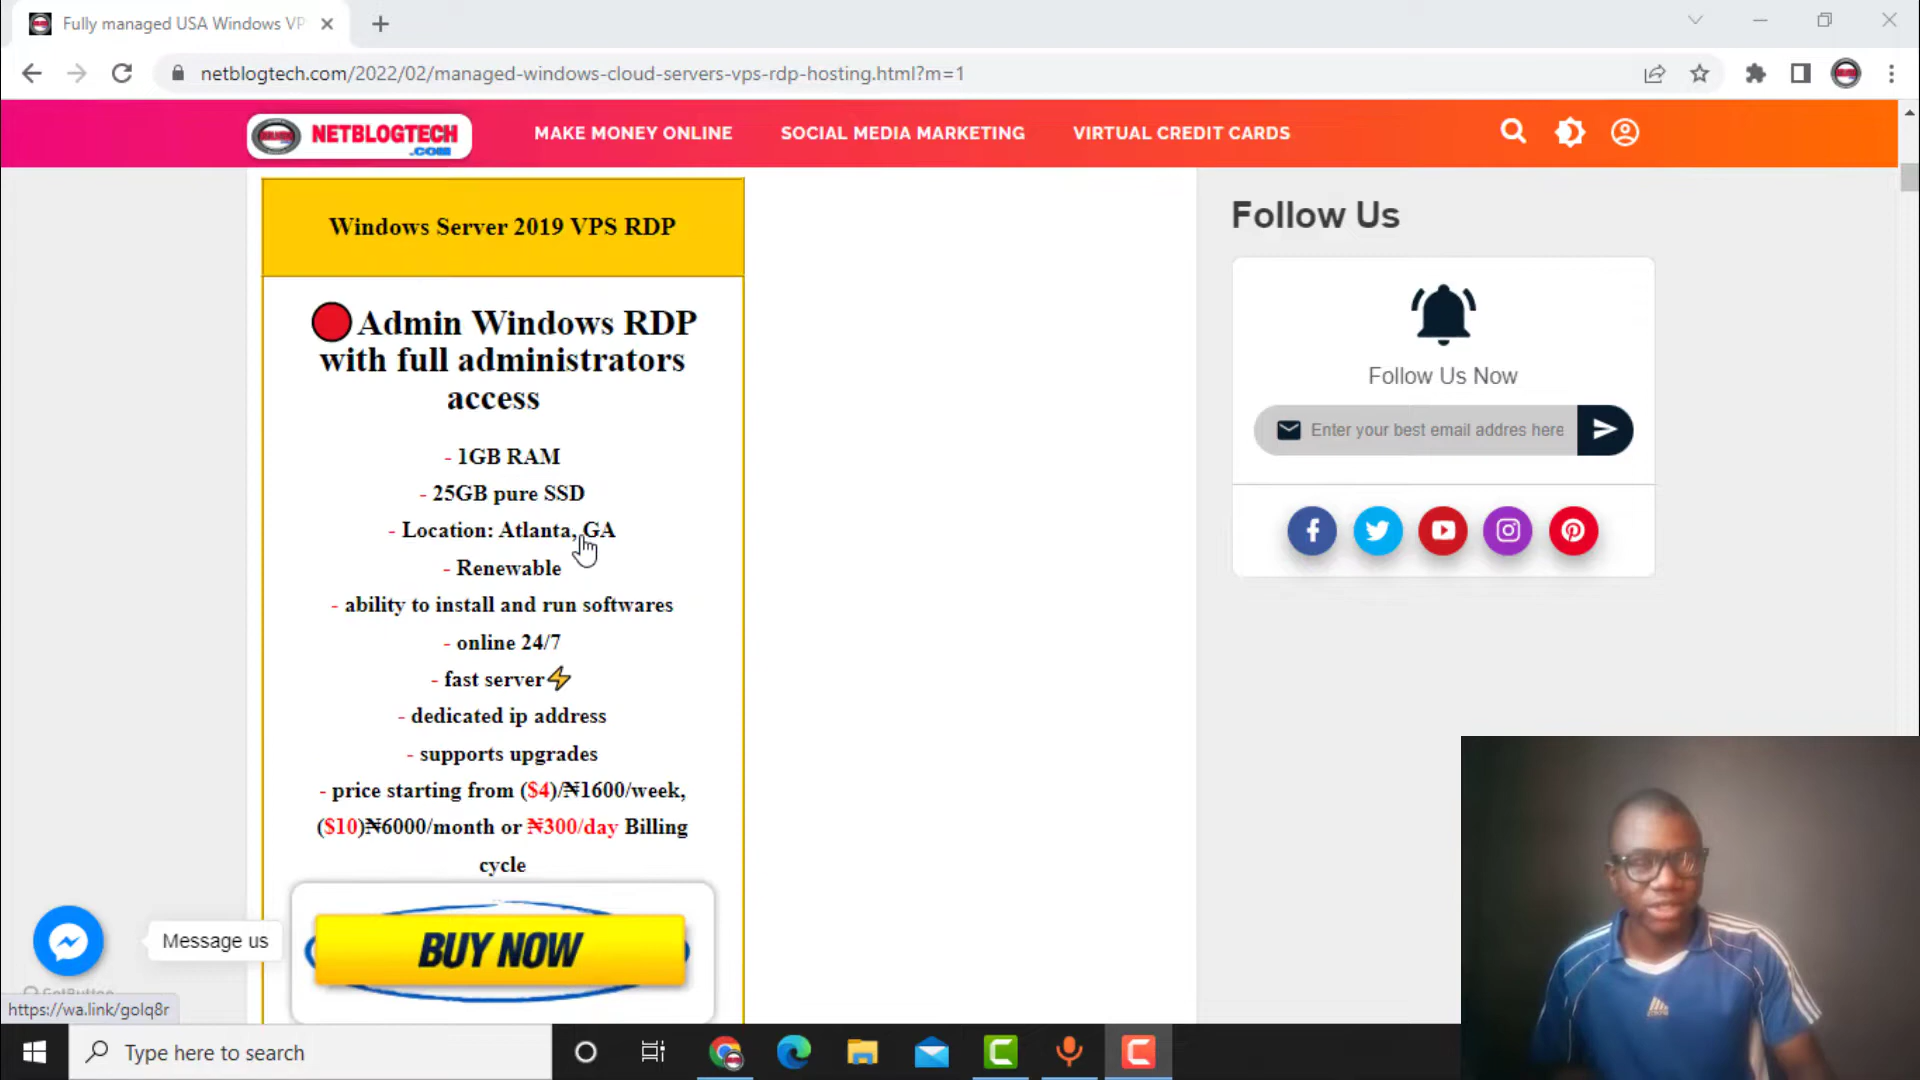 Fully managed USA Windows VP
netblogtech.com/2022/02/managed-windows-cloud-servers-vps-rdp-hosting.html?m=1
NETBLOGTECH
.COM
MAKE MONEY ONLINE
SOCIAL MEDIA MARKETING
VIRTUAL CREDIT CARDS
Windows Server 2019 VPS RDP
Admin Windows RDP
with full administrators
access
- 1GB RAM
- 25GB pure SSD
- Location: Atlanta, GA
- Renewable
- ability to install and run softwares
- online 24/7
- fast server⚡
- dedicated ip address
- supports upgrades
- price starting from ($4)/₦1600/week,
($10)₦6000/month or ₦300/day Billing
cycle
BUY NOW
Follow Us
Follow Us Now
Enter your best email addres here
Message us
GetButton
https://wa.link/golq8r
Type here to search